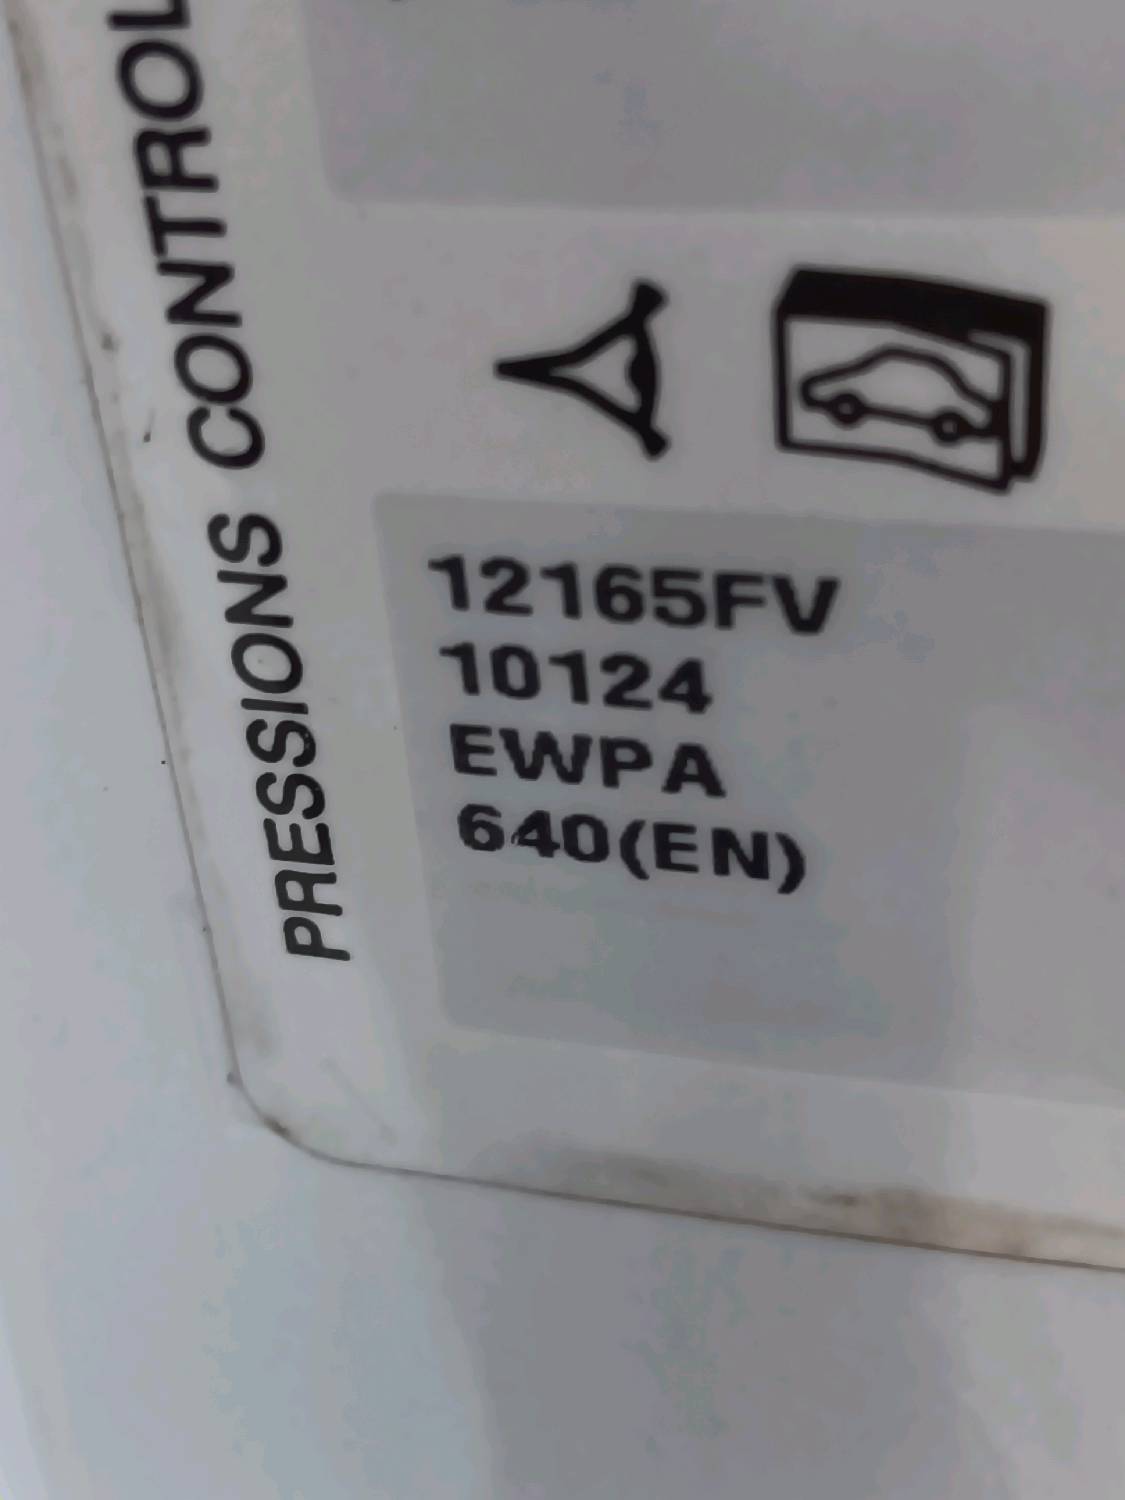 PRESSIONS CONTROL
12165FV
10124
EWPA
640(EN)